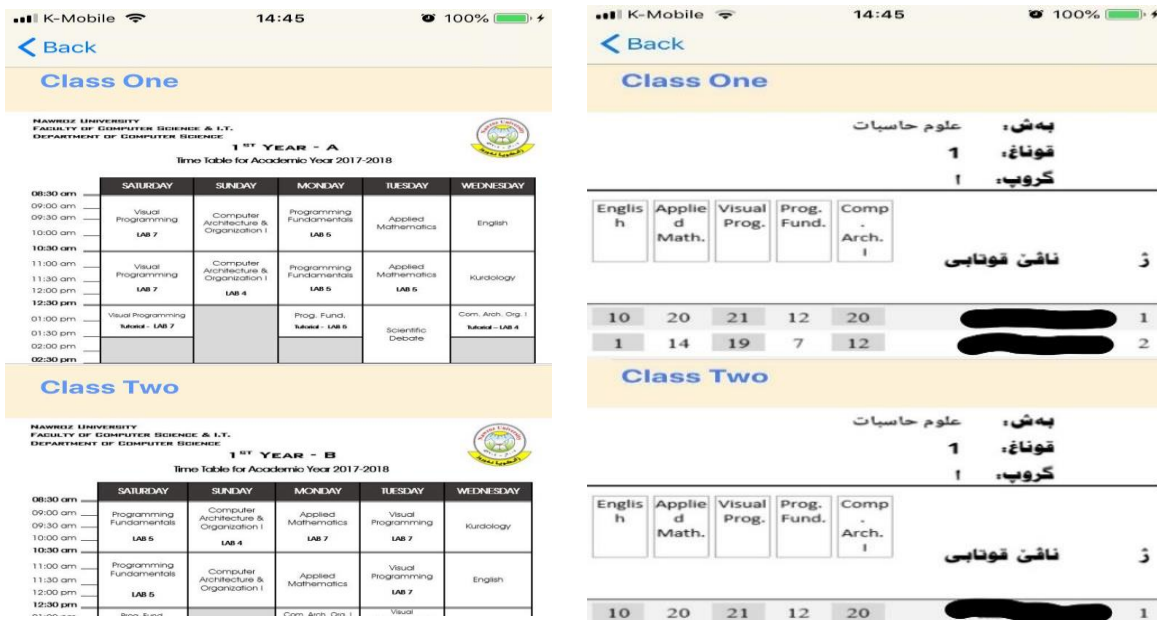 K-Mobile 14:45 100%
Back
Class One
NAWROZ UNIVERSITY
FACULTY OF COMPUTER SCIENCE & I.T.
DEPARTMENT OF COMPUTER SCIENCE
1 ST YEAR - A
Time Table for Academic Year 2017-2018
SATURDAY SUNDAY MONDAY TUESDAY WEDNESDAY
08:30 am
09:00 am
09:30 am
10:00 am
10:30 am
Visual Programming LAB 7
Computer Architecture & Organization I
Programming Fundamentals LAB 5
Applied Mathematics
English
11:00 am
11:30 am
12:00 pm
12:30 pm
Visual Programming LAB 7
Computer Architecture & Organization I LAB 4
Programming Fundamentals LAB 5
Applied Mathematics LAB 5
Kurdology
01:00 pm
01:30 pm
02:00 pm
02:30 pm
Visual Programming Tutorial - LAB 7
Prog. Fund. Tutorial - LAB 5
Scientific Debate
Com. Arch. Org. I Tutorial - LAB 4
Class Two
NAWROZ UNIVERSITY
FACULTY OF COMPUTER SCIENCE & I.T.
DEPARTMENT OF COMPUTER SCIENCE
1 ST YEAR - B
Time Table for Academic Year 2017-2018
SATURDAY SUNDAY MONDAY TUESDAY WEDNESDAY
08:30 am
09:00 am
09:30 am
10:00 am
10:30 am
Programming Fundamentals LAB 5
Computer Architecture & Organization I LAB 4
Applied Mathematics LAB 7
Visual Programming LAB 7
Kurdology
11:00 am
11:30 am
12:00 pm
12:30 pm
Programming Fundamentals LAB 5
Computer Architecture & Organization I
Applied Mathematics
Visual Programming LAB 7
English
Prog. Fund. Com. Arch. Org. I Visual
K-Mobile 14:45 100%
Back
Class One
بەش: علوم حاسبات
قوناغ: 1
گروپ: ا
English Applied Math. Visual Prog. Prog. Fund. Comp. Arch. I ناڤێ قوتابی ژ
10 20 21 12 20 1
1 14 19 7 12 2
Class Two
بەش: علوم حاسبات
قوناغ: 1
گروپ: ا
English Applied Math. Visual Prog. Prog. Fund. Comp. Arch. I ناڤێ قوتابی ژ
10 20 21 12 20 1